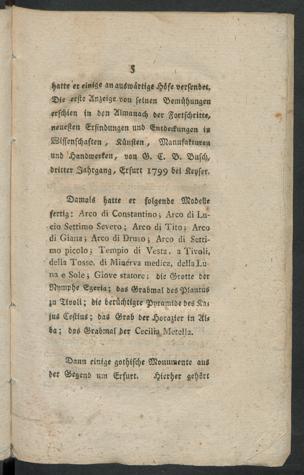 5
hatte er einige an auswärtige Höfe versendet.
Die erste Anzeige von seinen Bemühungen
erschien in den Almanach der Fortschritte,
neuesten Erfindungen und Entdeckungen in
Wissenschaften, Künsten, Manufakturen
und Handwerken, von G. C. B. Busch,
dritter Jahrgang, Erfurt 1799 bei Keyser.
Damals hatte er folgende Modelle
fertig: Arco di Constantino; Arco di Lu-
cio Settimo Severo; Arco di Tito; Arco
di Giana; Arco di Druso; Arco di Setti-
mo picolo; Tempio di Vesta, a Tivoli,
della Tosse, di Minerva medica, della Lu-
na e Sole; Giove statore; die Grotte der
Nymphe Egeria; das Grabmal des Plantus
zu Tivoli; die berüchtigte Pyramide des Ka-
jus Cestius; das Grab der Horazier in Al-
ba; das Grabmal der Cecilia Metella.
Dann einige gothische Monumente aus
der Gegend um Erfurt. Hierher gehört